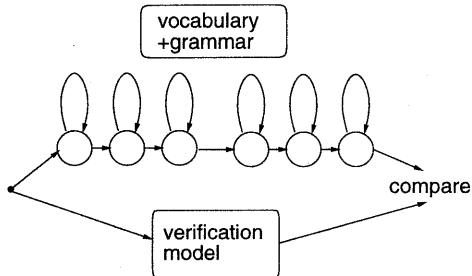 vocabulary
+grammar
compare
verification
model